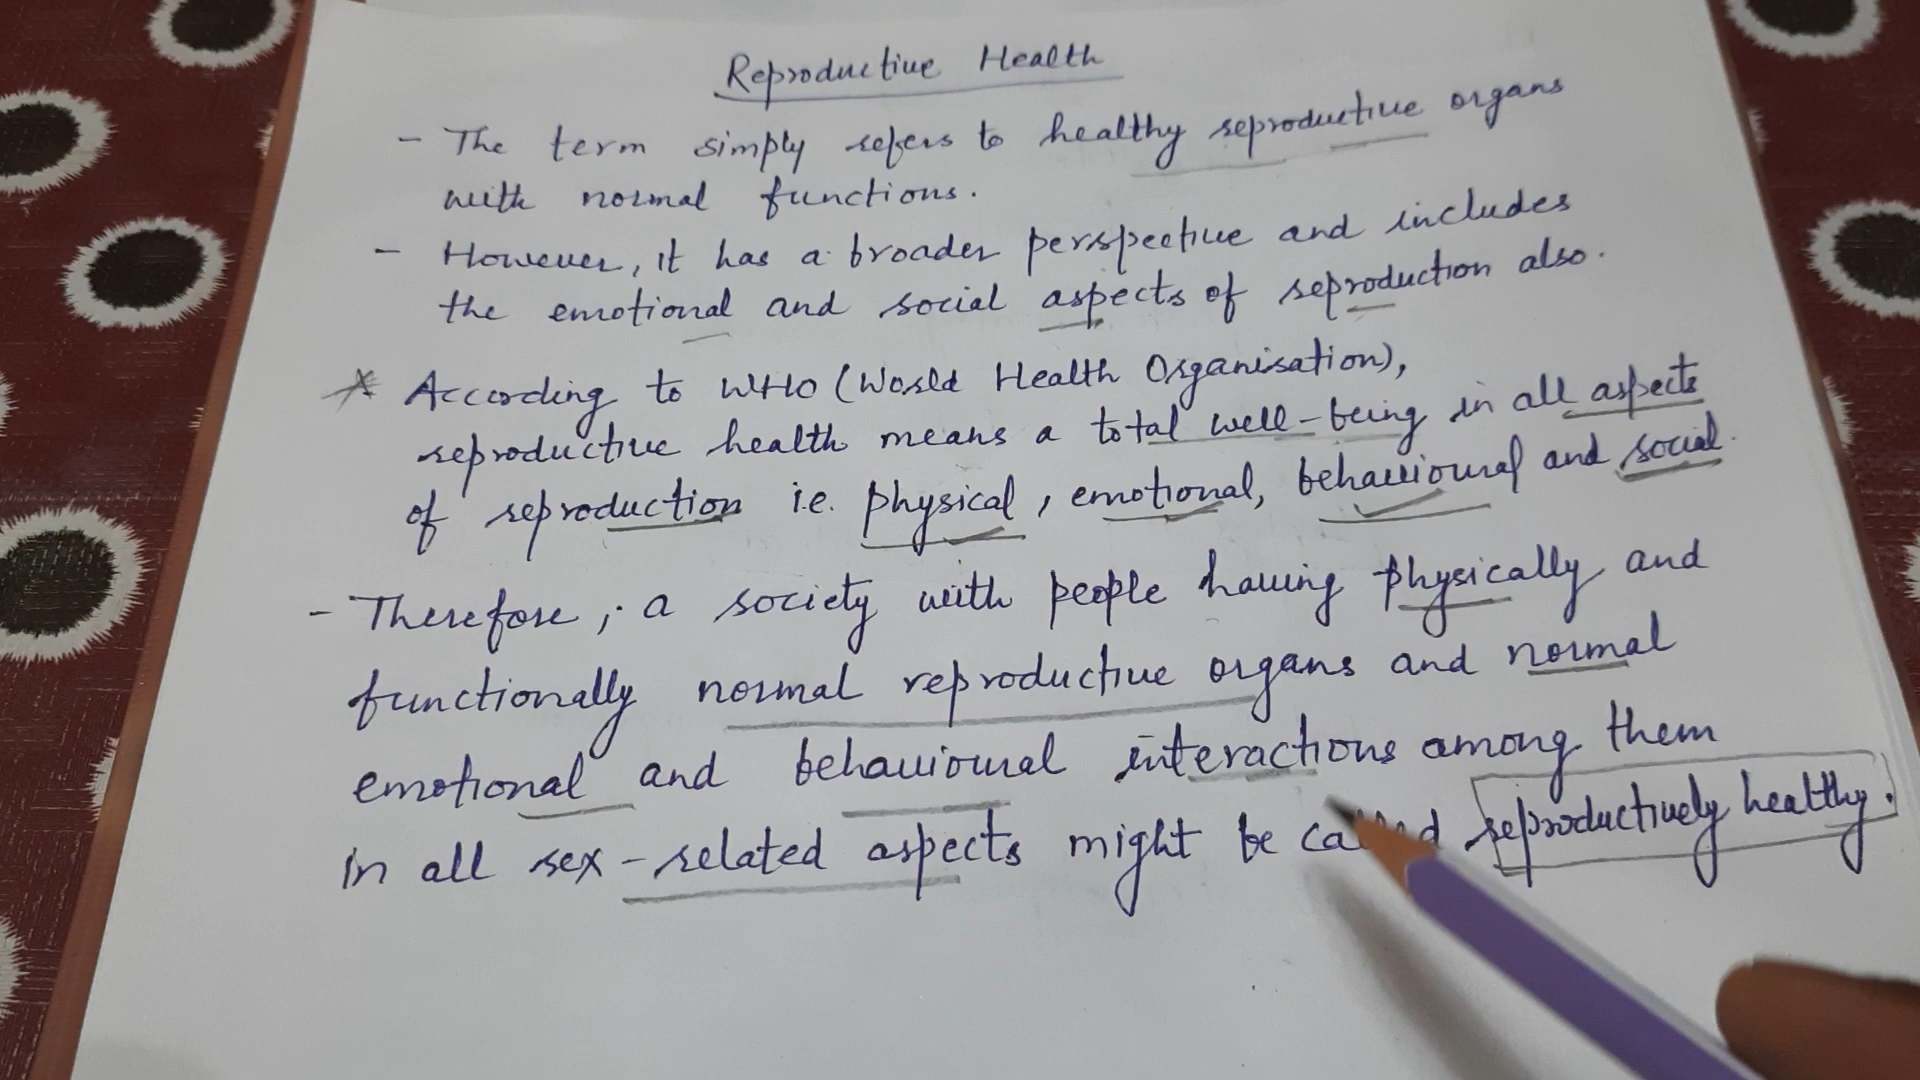 Reproductive Health
- The term simply refers to healthy reproductive organs
with normal functions.
- However, it has a broader perspective and includes
the emotional and social aspects of reproduction also.
* According to WHO (World Health Organisation),
reproductive health means a total well-being in all aspects
of reproduction i.e. physical, emotional, behavioural and social.
- Therefore, a society with people having physically and
functionally normal reproductive organs and normal
emotional and behavioural interactions among them
in all sex-related aspects might be called reproductively healthy.